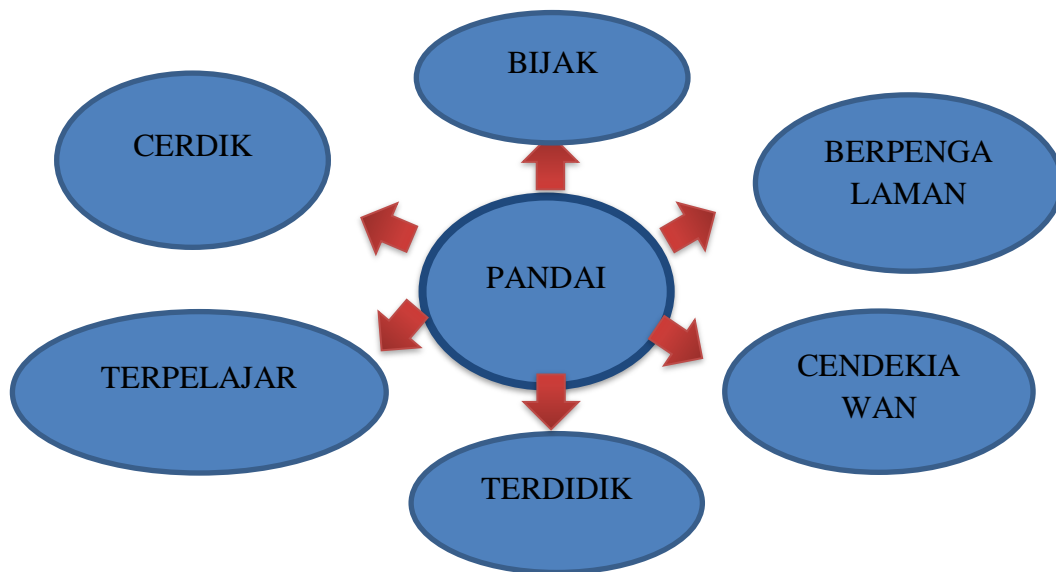 BIJAK
CERDIK
BERPENGA
LAMAN
PANDAI
TERPELAJAR
CENDEKIA
WAN
TERDIDIK